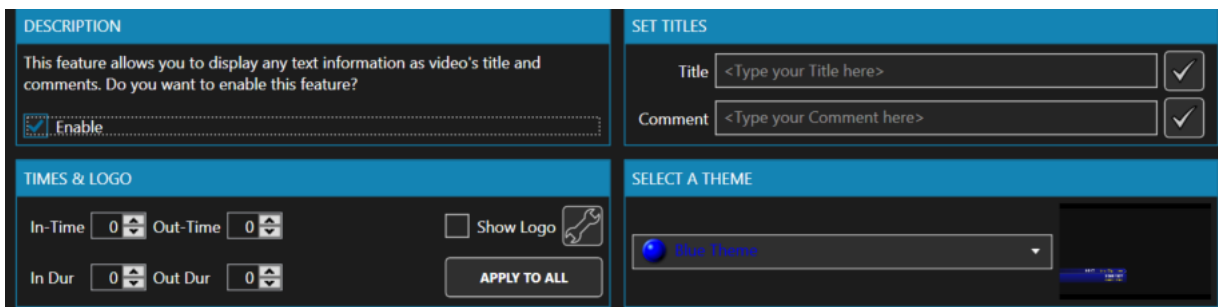 DESCRIPTION
This feature allows you to display any text information as video's title and
comments. Do you want to enable this feature?
Enable
SET TITLES
Title <Type your Title here>
Comment <Type your Comment here>
TIMES & LOGO
In-Time 0 Out-Time 0 Show Logo
In Dur 0 Out Dur 0 APPLY TO ALL
SELECT A THEME
Blue Theme